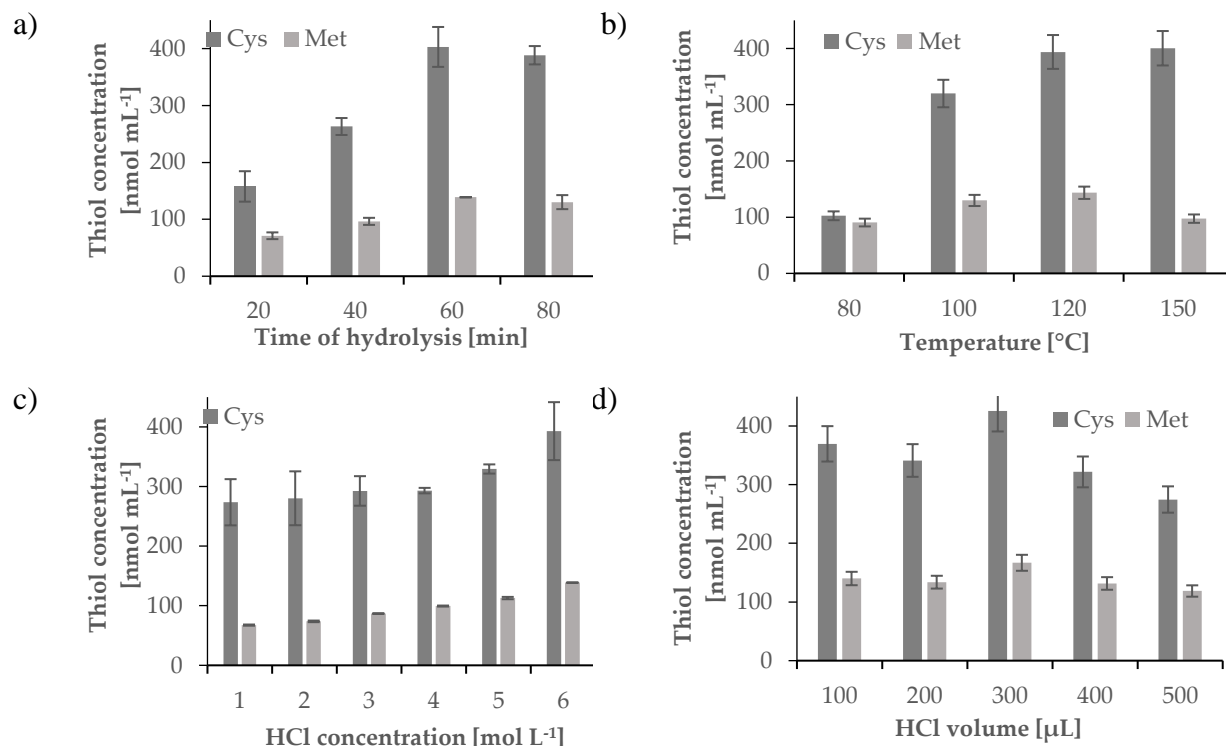 a)
Thiol concentration
[nmol mL-1]
Cys Met
400
300
200
100
0
20 40 60 80
Time of hydrolysis [min]
b)
Thiol concentration
[nmol mL-1]
Cys Met
400
300
200
100
0
80 100 120 150
Temperature [°C]
c)
Thiol concentration
[nmol mL-1]
Cys
400
300
200
100
0
1 2 3 4 5 6
HCl concentration [mol L-1]
d)
Thiol concentration
[nmol mL-1]
Cys Met
400
300
200
100
0
100 200 300 400 500
HCl volume [µL]